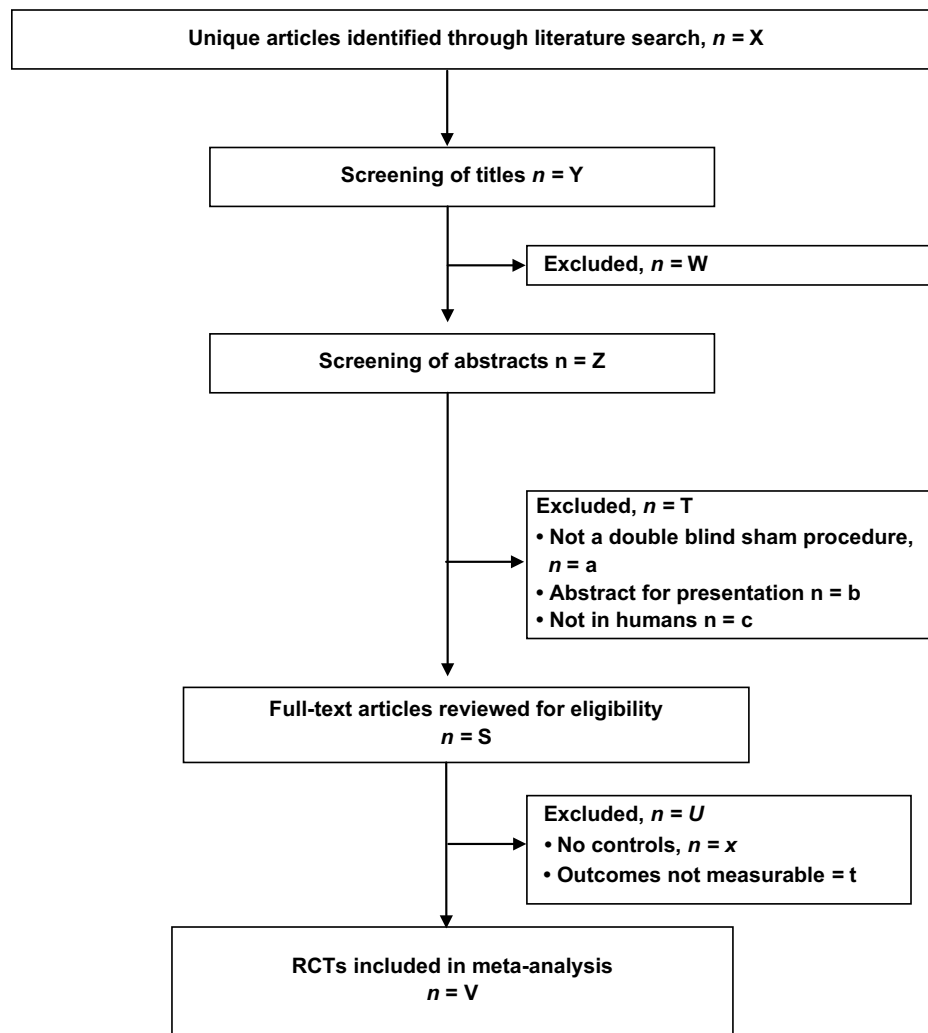 Unique articles identified through literature search, n = X
Screening of titles n = Y
Excluded, n = W
Screening of abstracts n = Z
Excluded, n = T
• Not a double blind sham procedure,
n = a
• Abstract for presentation n = b
• Not in humans n = c
Full-text articles reviewed for eligibility
n = S
Excluded, n = U
• No controls, n = x
• Outcomes not measurable = t
RCTs included in meta-analysis
n = V